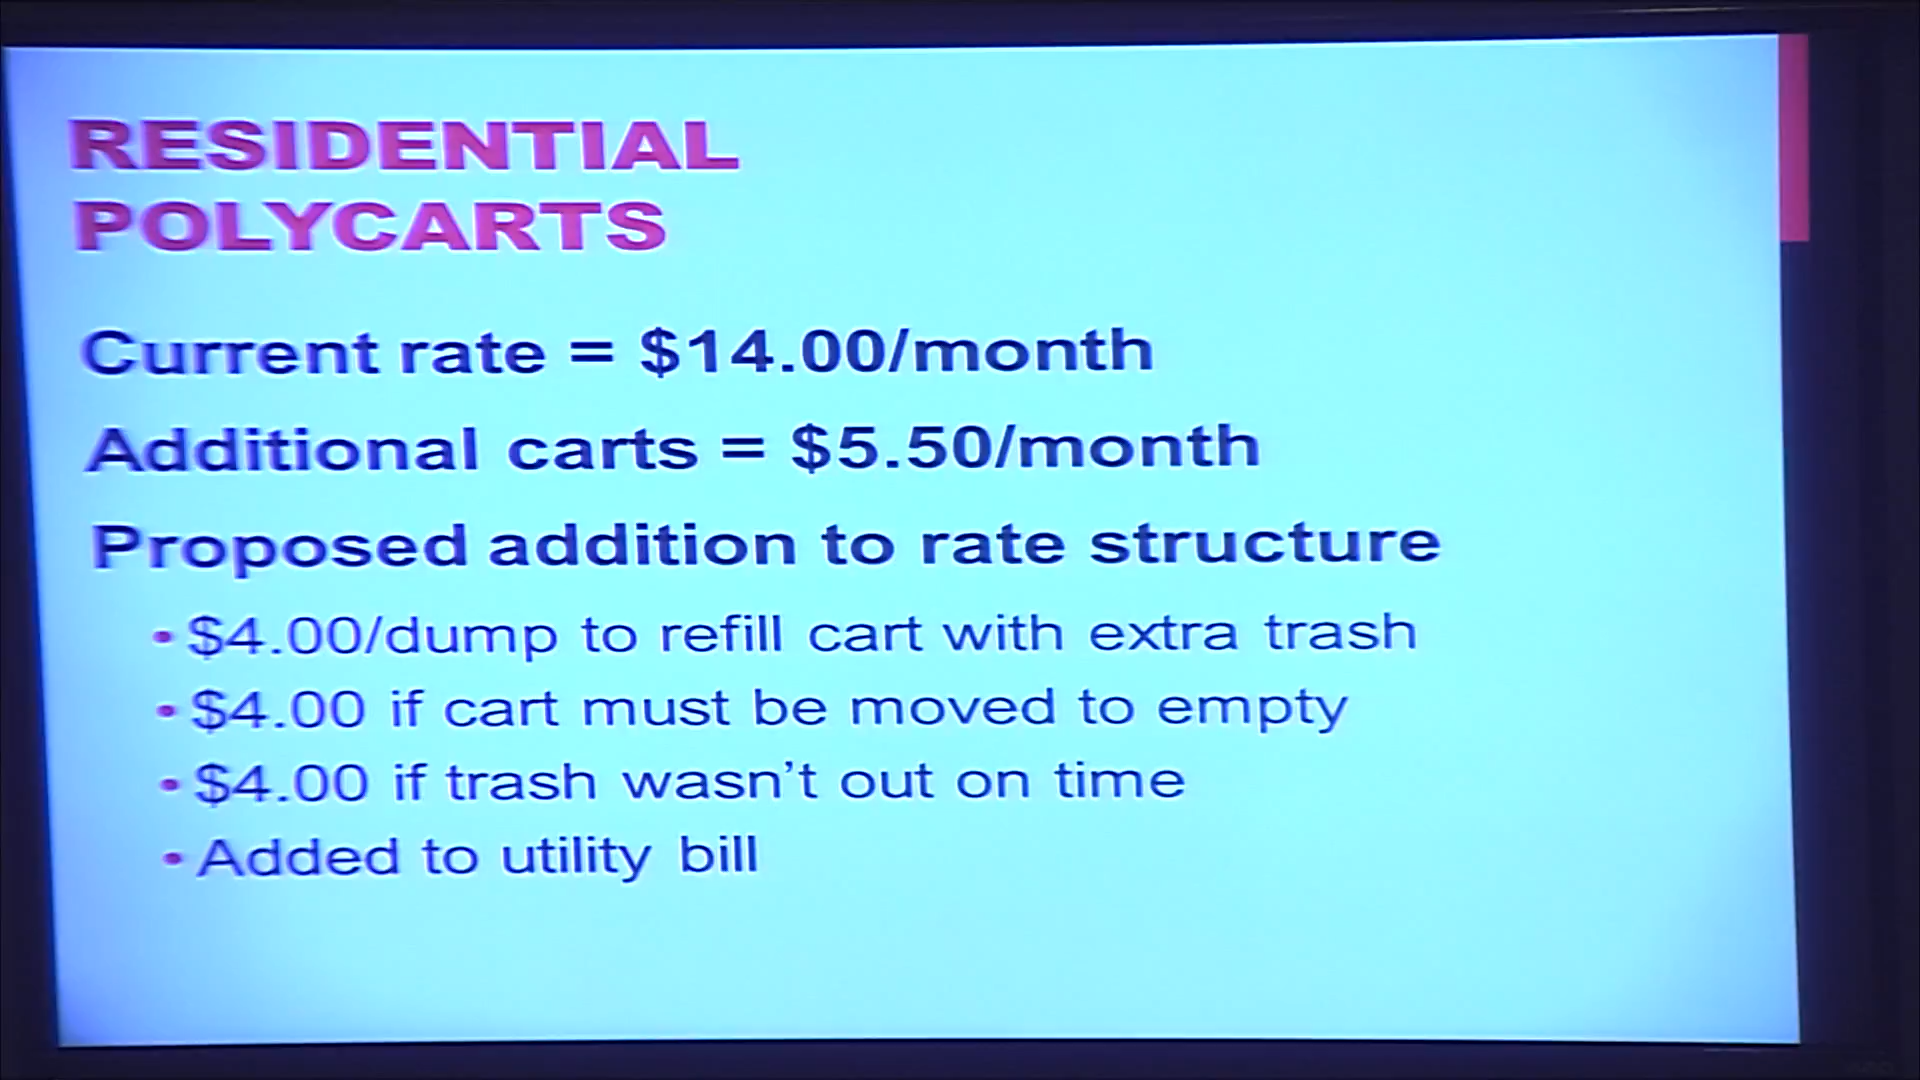 RESIDENTIAL
POLYCARTS
Current rate = $14.00/month
Additional carts = $5.50/month
Proposed addition to rate structure
• $4.00/dump to refill cart with extra trash
• $4.00 if cart must be moved to empty
• $4.00 if trash wasn't out on time
• Added to utility bill